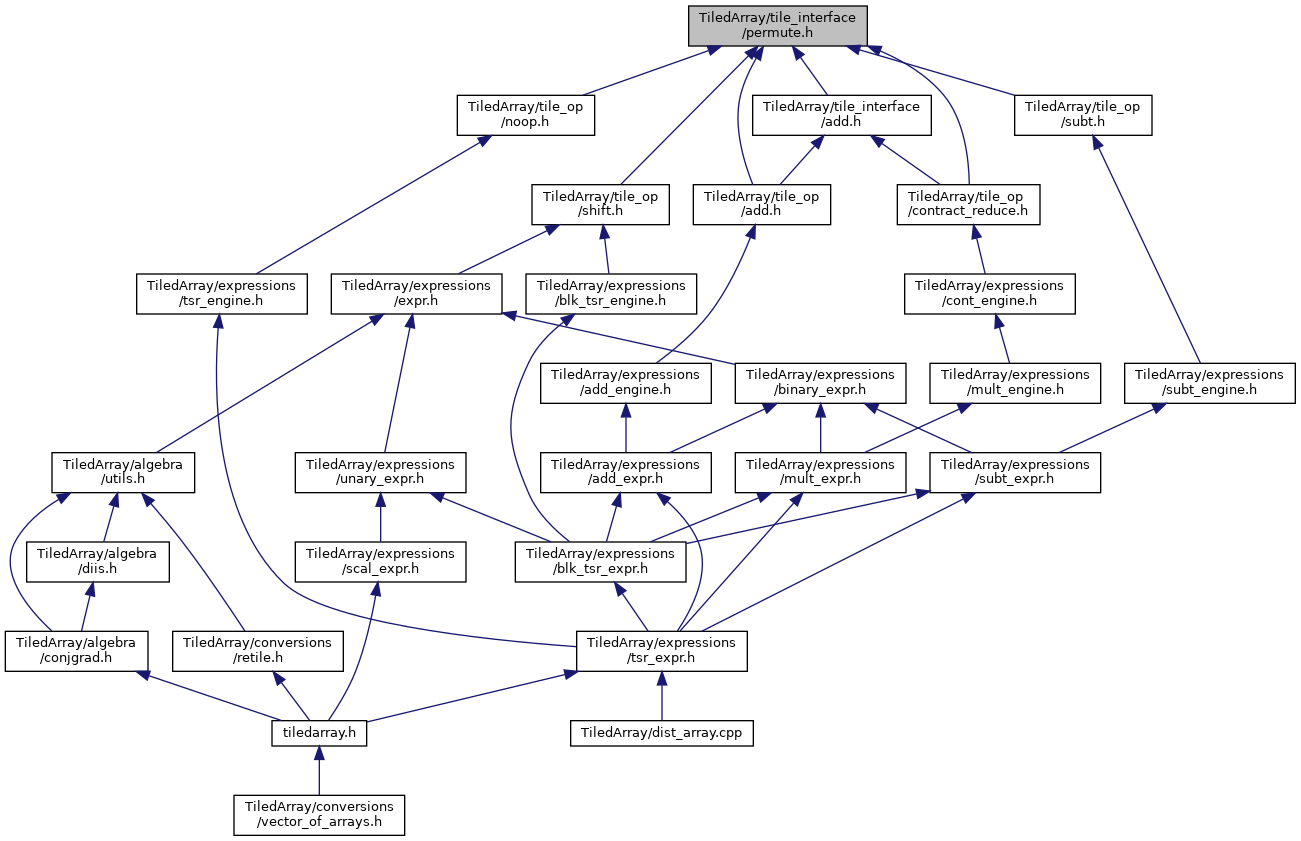 TiledArray/tile_interface
/permute.h
TiledArray/tile_op
/noop.h
TiledArray/tile_interface
/add.h
TiledArray/tile_op
/subt.h
TiledArray/tile_op
/shift.h
TiledArray/tile_op
/add.h
TiledArray/tile_op
/contract_reduce.h
TiledArray/expressions
/tsr_engine.h
TiledArray/expressions
/expr.h
TiledArray/expressions
/blk_tsr_engine.h
TiledArray/expressions
/cont_engine.h
TiledArray/expressions
/add_engine.h
TiledArray/expressions
/binary_expr.h
TiledArray/expressions
/mult_engine.h
TiledArray/expressions
/subt_engine.h
TiledArray/algebra
/utils.h
TiledArray/expressions
/unary_expr.h
TiledArray/expressions
/add_expr.h
TiledArray/expressions
/mult_expr.h
TiledArray/expressions
/subt_expr.h
TiledArray/algebra
/diis.h
TiledArray/expressions
/scal_expr.h
TiledArray/expressions
/blk_tsr_expr.h
TiledArray/algebra
/conjgrad.h
TiledArray/conversions
/retile.h
TiledArray/expressions
/tsr_expr.h
tiledarray.h
TiledArray/dist_array.cpp
TiledArray/conversions
/vector_of_arrays.h